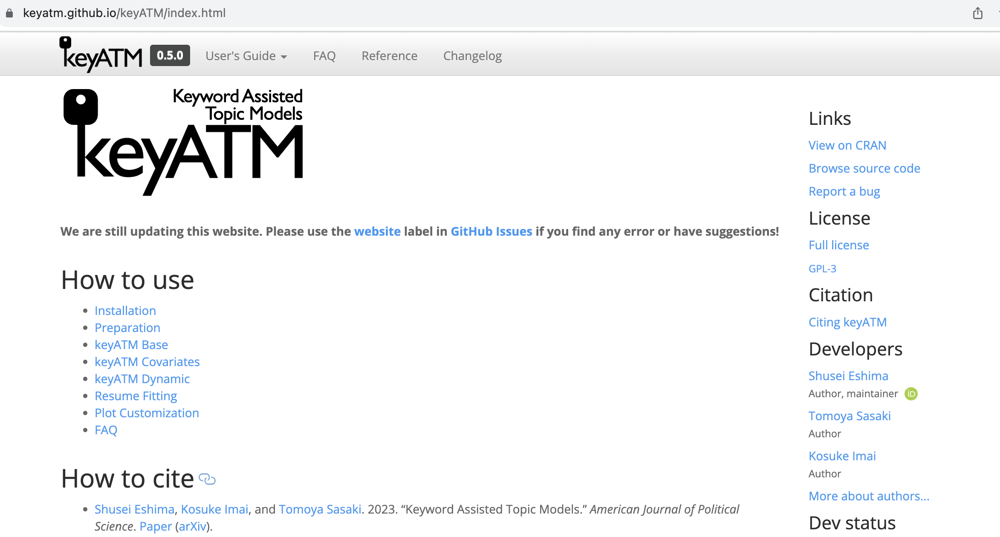 keyatm.github.io/keyATM/index.html
keyATM 0.5.0 User's Guide FAQ Reference Changelog
Keyword Assisted
Topic Models
keyATM
We are still updating this website. Please use the website label in GitHub Issues if you find any error or have suggestions!
How to use
Installation
Preparation
keyATM Base
keyATM Covariates
keyATM Dynamic
Resume Fitting
Plot Customization
FAQ
How to cite
Shusei Eshima, Kosuke Imai, and Tomoya Sasaki. 2023. “Keyword Assisted Topic Models.” American Journal of Political
Science. Paper (arXiv).
Links
View on CRAN
Browse source code
Report a bug
License
Full license
GPL-3
Citation
Citing keyATM
Developers
Shusei Eshima
Author, maintainer iD
Tomoya Sasaki
Author
Kosuke Imai
Author
More about authors...
Dev status